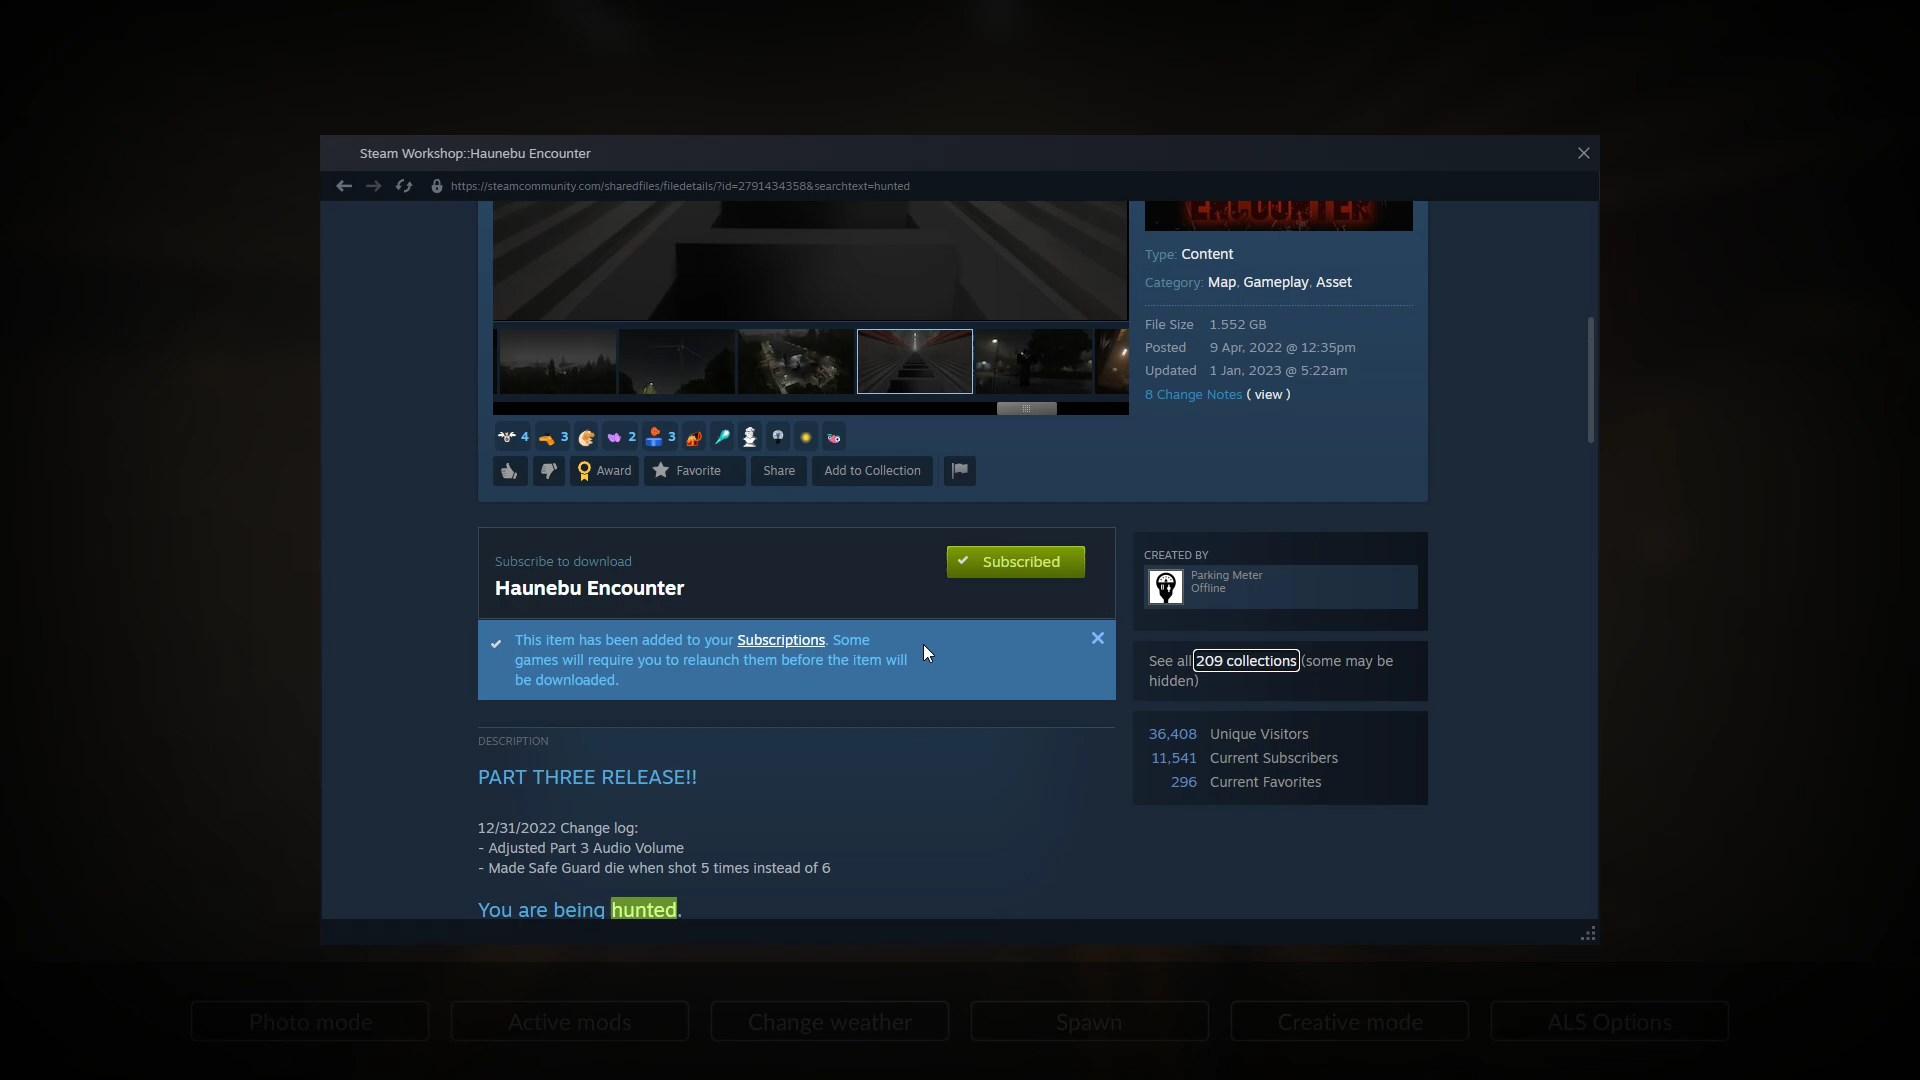 Steam Workshop::Haunebu Encounter
https://steamcommunity.com/sharedfiles/filedetails/?id=2791434358&searchtext=hunted
ENCOUNTER
Type: Content
Category: Map, Gameplay, Asset
File Size 1.552 GB
Posted 9 Apr, 2022 @ 12:35pm
Updated 1 Jan, 2023 @ 5:22am
8 Change Notes ( view )
4 3 2 3
Award Favorite Share Add to Collection
Subscribe to download
Haunebu Encounter
Subscribed
This item has been added to your Subscriptions. Some
games will require you to relaunch them before the item will
be downloaded.
CREATED BY
Parking Meter
Offline
See all 209 collections (some may be
hidden)
36,408 Unique Visitors
11,541 Current Subscribers
296 Current Favorites
DESCRIPTION
PART THREE RELEASE!!
12/31/2022 Change log:
- Adjusted Part 3 Audio Volume
- Made Safe Guard die when shot 5 times instead of 6
You are being hunted.
Photo mode
Active mods
Change weather
Spawn
Creative mode
ALS Options